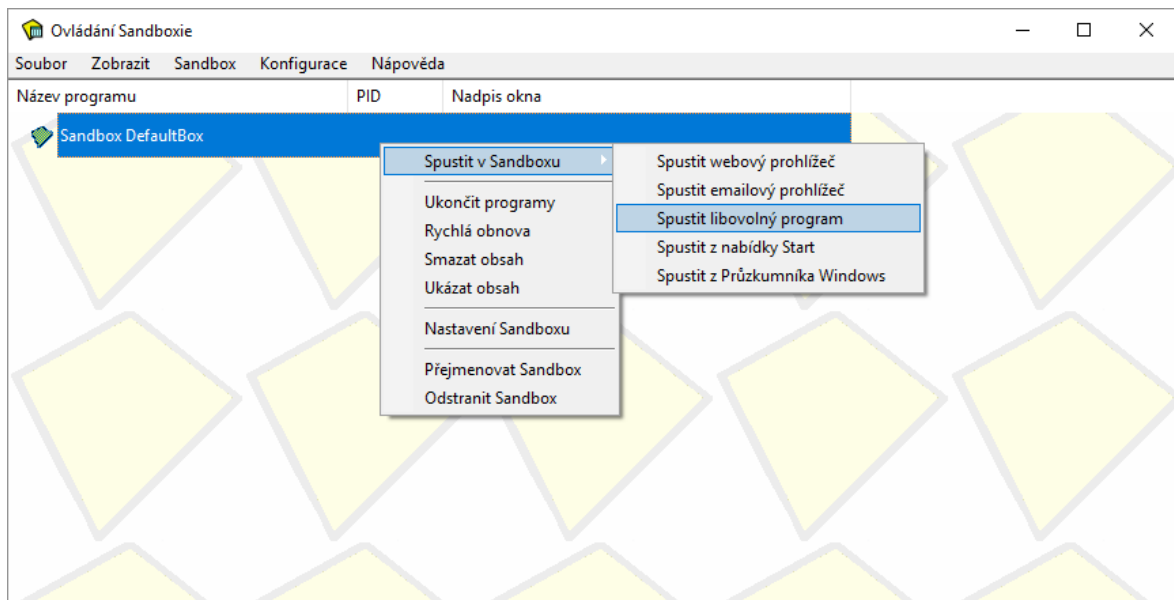 Ovládání Sandboxie
Soubor Zobrazit Sandbox Konfigurace Nápověda
Název programu PID Nadpis okna
Sandbox DefaultBox
Spustit v Sandboxu
Ukončit programy
Rychlá obnova
Smazat obsah
Ukázat obsah
Nastavení Sandboxu
Přejmenovat Sandbox
Odstranit Sandbox
Spustit webový prohlížeč
Spustit emailový prohlížeč
Spustit libovolný program
Spustit z nabídky Start
Spustit z Průzkumníka Windows